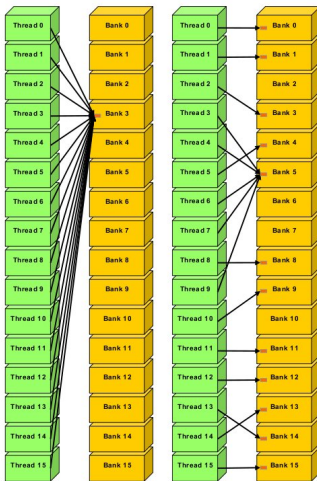 Thread 0 Bank 0 Thread 0 Bank 0
Thread 1 Bank 1 Thread 1 Bank 1
Thread 2 Bank 2 Thread 2 Bank 2
Thread 3 Bank 3 Thread 3 Bank 3
Thread 4 Bank 4 Thread 4 Bank 4
Thread 5 Bank 5 Thread 5 Bank 5
Thread 6 Bank 6 Thread 6 Bank 6
Thread 7 Bank 7 Thread 7 Bank 7
Thread 8 Bank 8 Thread 8 Bank 8
Thread 9 Bank 9 Thread 9 Bank 9
Thread 10 Bank 10 Thread 10 Bank 10
Thread 11 Bank 11 Thread 11 Bank 11
Thread 12 Bank 12 Thread 12 Bank 12
Thread 13 Bank 13 Thread 13 Bank 13
Thread 14 Bank 14 Thread 14 Bank 14
Thread 15 Bank 15 Thread 15 Bank 15